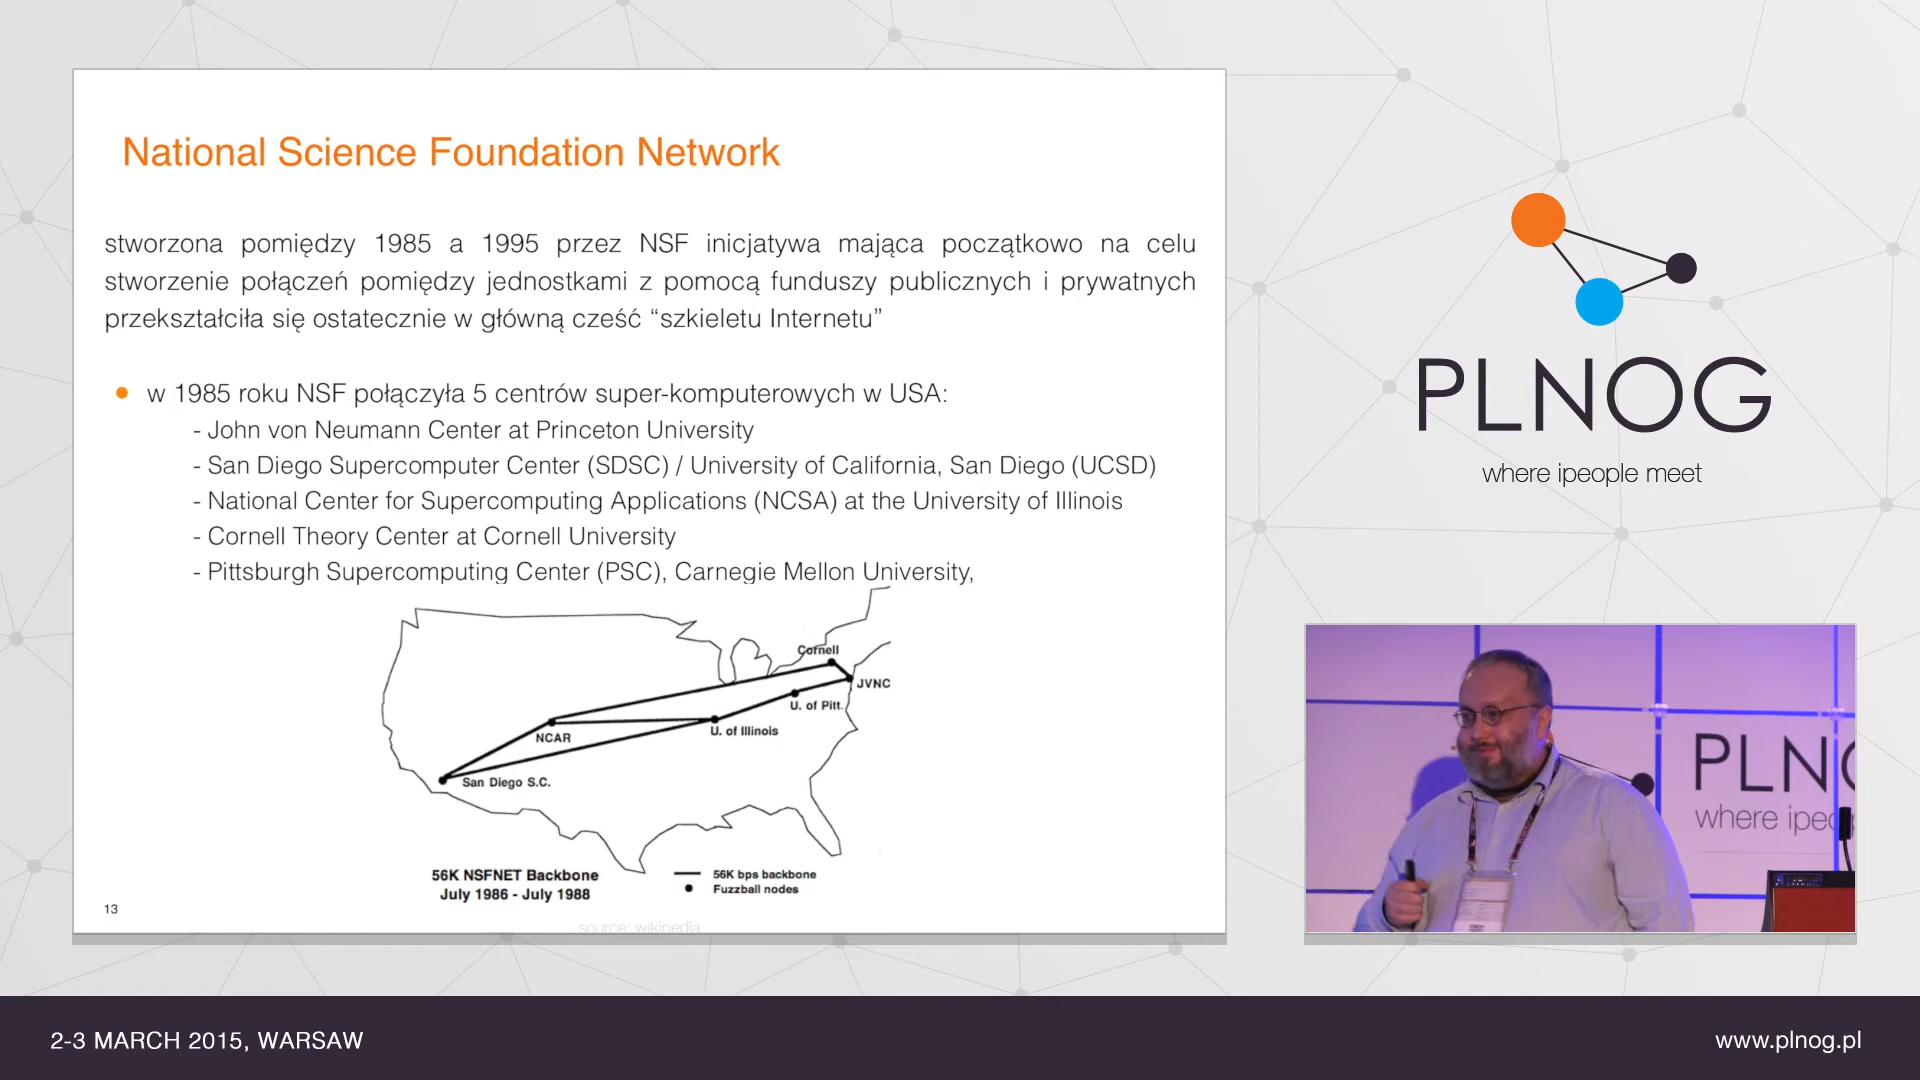 National Science Foundation Network
stworzona pomiędzy 1985 a 1995 przez NSF inicjatywa mająca początkowo na celu
stworzenie połączeń pomiędzy jednostkami z pomocą funduszy publicznych i prywatnych
przekształciła się ostatecznie w główną cześć “szkieletu Internetu”
w 1985 roku NSF połączyła 5 centrów super-komputerowych w USA:
- John von Neumann Center at Princeton University
- San Diego Supercomputer Center (SDSC) / University of California, San Diego (UCSD)
- National Center for Supercomputing Applications (NCSA) at the University of Illinois
- Cornell Theory Center at Cornell University
- Pittsburgh Supercomputing Center (PSC), Carnegie Mellon University,
Cornell
JVNC
U. of Pitt.
NCAR
U. of Illinois
San Diego S.C.
56K NSFNET Backbone
July 1986 - July 1988
56K bps backbone
Fuzzball nodes
13
source: wikipedia
PLNOG
where ipeople meet
PLNO
where ipeo
2-3 MARCH 2015, WARSAW
www.plnog.pl